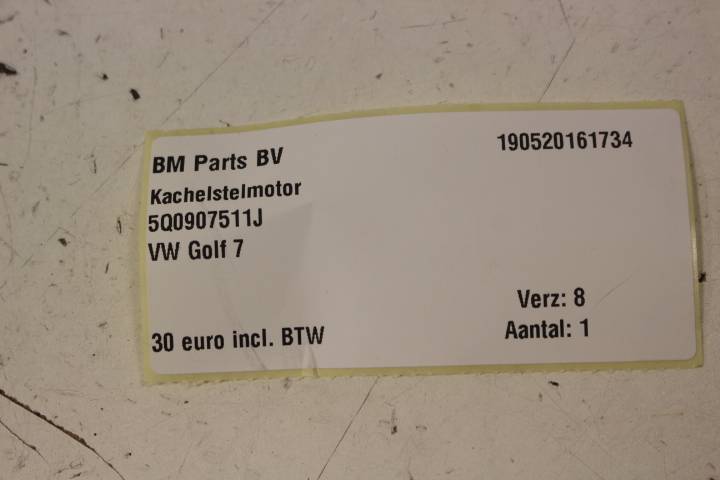 BM Parts BV
190520161734
Kachelstelmotor
5Q0907511J
VW Golf 7
Verz: 8
30 euro incl. BTW
Aantal: 1